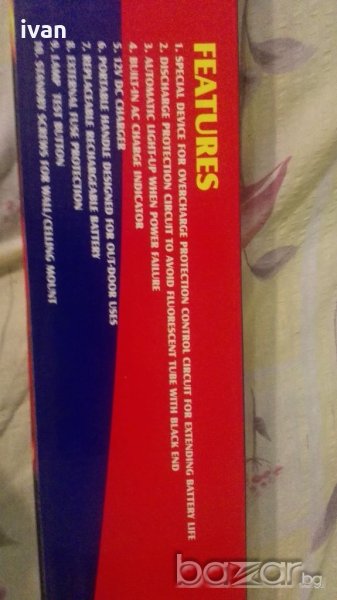 ivan
FEATURES
1. SPECIAL DEVICE FOR OVERCHARGE PROTECTION CONTROL CIRCUIT FOR EXTENDING BATTERY LIFE
2. DISCHARGE PROTECTION CIRCUIT TO AVOID FLUORESCENT TUBE WITH BLACK END
3. AUTOMATIC LIGHT-UP WHEN POWER FAILURE
4. BUILT-IN AC CHARGE INDICATOR
5. 12V DC CHARGER
6. PORTABLE HANDLE DESIGNED FOR OUT-DOOR USES
7. REPLACEABLE RECHARGEABLE BATTERY
8. EXTERNAL FUSE PROTECTION
9. LAMP TEST BUTTON
10. STANDBY SCREWS FOR WALL/CELLING MOUNT
bazar.bg